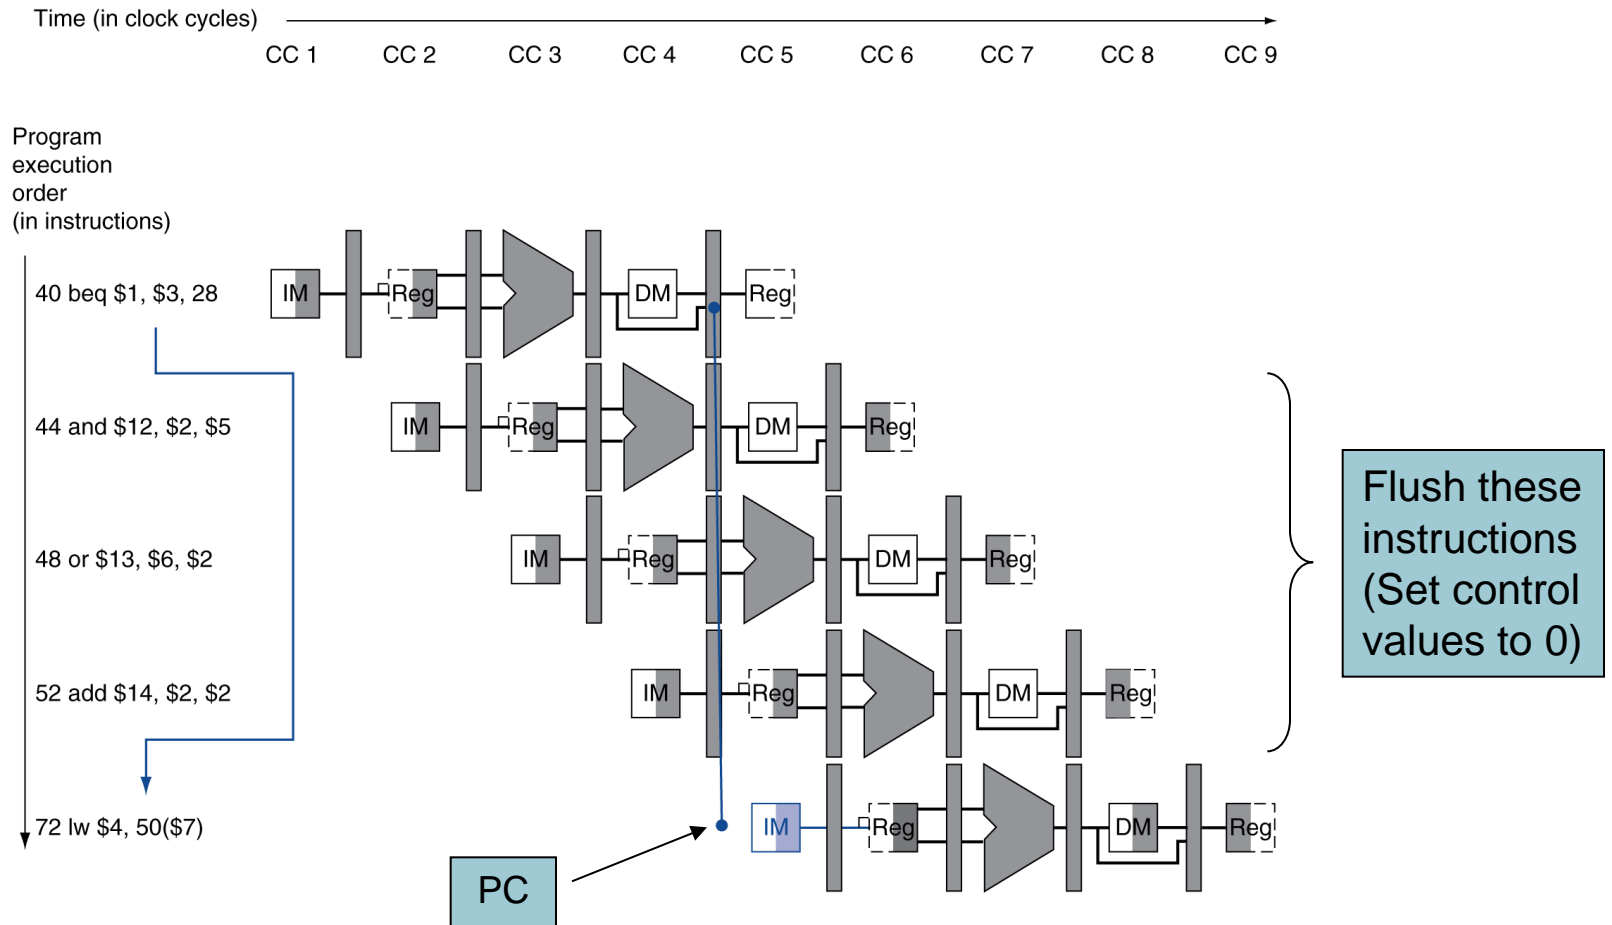 Time (in clock cycles)
CC 1 CC 2 CC 3 CC 4 CC 5 CC 6 CC 7 CC 8 CC 9
Program
execution
order
(in instructions)
40 beq $1, $3, 28
IM Reg DM Reg
44 and $12, $2, $5
IM Reg DM Reg
48 or $13, $6, $2
IM Reg DM Reg
52 add $14, $2, $2
IM Reg DM Reg
72 lw $4, 50($7)
IM Reg DM Reg
PC
Flush these
instructions
(Set control
values to 0)